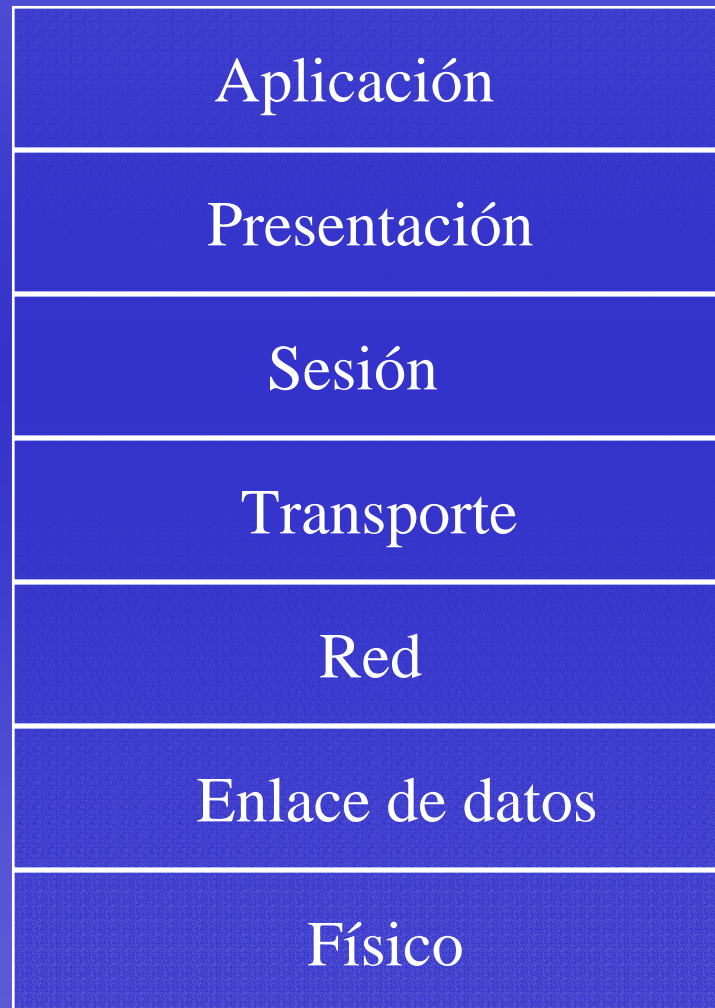 Aplicación
Presentación
Sesión
Transporte
Red
Enlace de datos
Físico